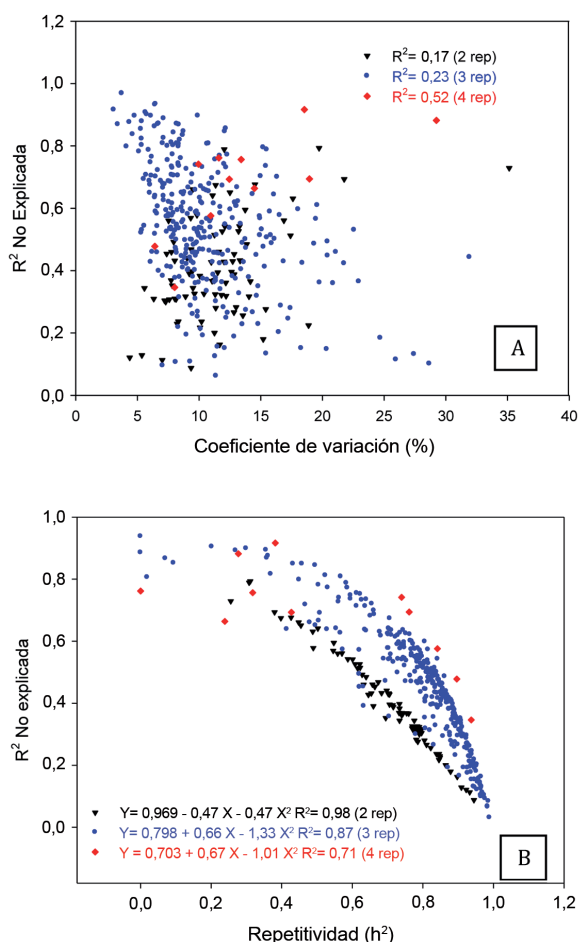 1,2
1,0
0,8
0,6
0,4
0,2
0,0
R² No Explicada
R²= 0,17 (2 rep)
R²= 0,23 (3 rep)
R²= 0,52 (4 rep)
A
0 5 10 15 20 25 30 35 40
Coeficiente de variación (%)
1,0
0,8
0,6
0,4
0,2
0,0
R² No explicada
Y= 0,969 - 0,47 X - 0,47 X² R²= 0,98 (2 rep)
Y= 0,798 + 0,66 X - 1,33 X² R²= 0,87 (3 rep)
Y = 0,703 + 0,67 X - 1,01 X² R²= 0,71 (4 rep)
B
0,0 0,2 0,4 0,6 0,8 1,0 1,2
Repetitividad (h²)